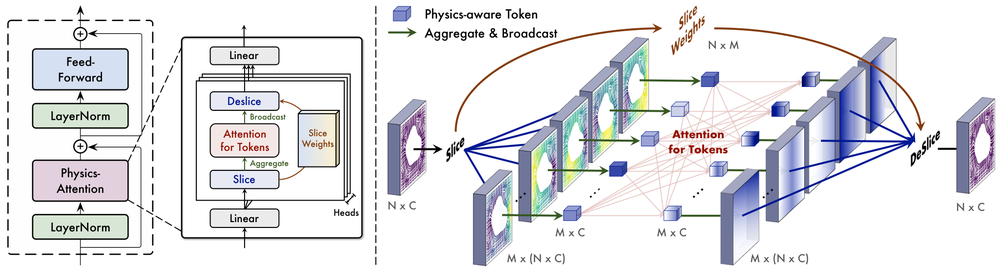 Feed-
Forward
LayerNorm
Physics-
Attention
LayerNorm
Linear
Deslice
Broadcast
Attention
for Tokens
Slice
Weights
Aggregate
Slice
Linear
Heads
Physics-aware Token
Aggregate & Broadcast
Slice
Weights
N x M
Slice
Attention
for Tokens
DeSlice
N x C
M x C
M x C
N x C
M x (N x C)
M x (N x C)